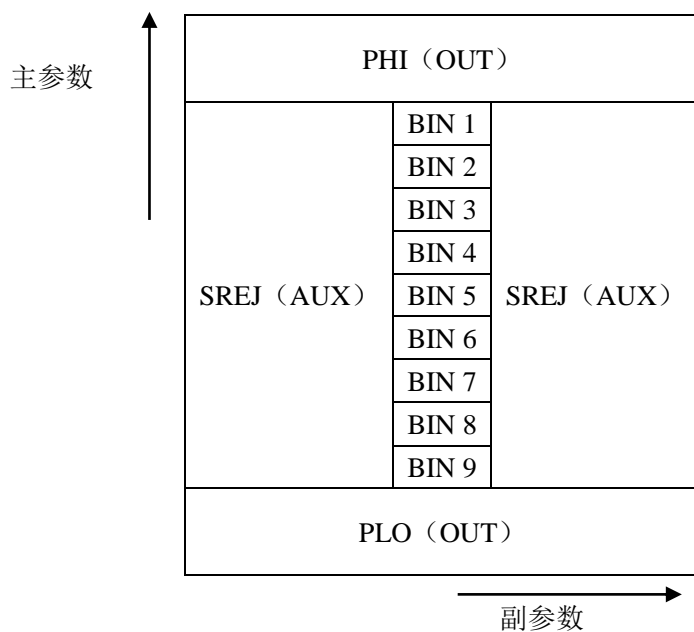 PHI（OUT）
主参数
BIN 1
BIN 2
BIN 3
BIN 4
SREJ（AUX） BIN 5 SREJ（AUX）
BIN 6
BIN 7
BIN 8
BIN 9
PLO（OUT）
副参数